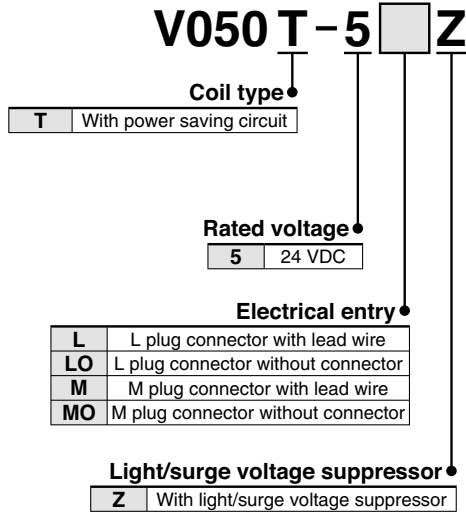 V050 T – 5 □ Z
Coil type
T With power saving circuit
Rated voltage
5 24 VDC
Electrical entry
L L plug connector with lead wire
LO L plug connector without connector
M M plug connector with lead wire
MO M plug connector without connector
Light/surge voltage suppressor
Z With light/surge voltage suppressor